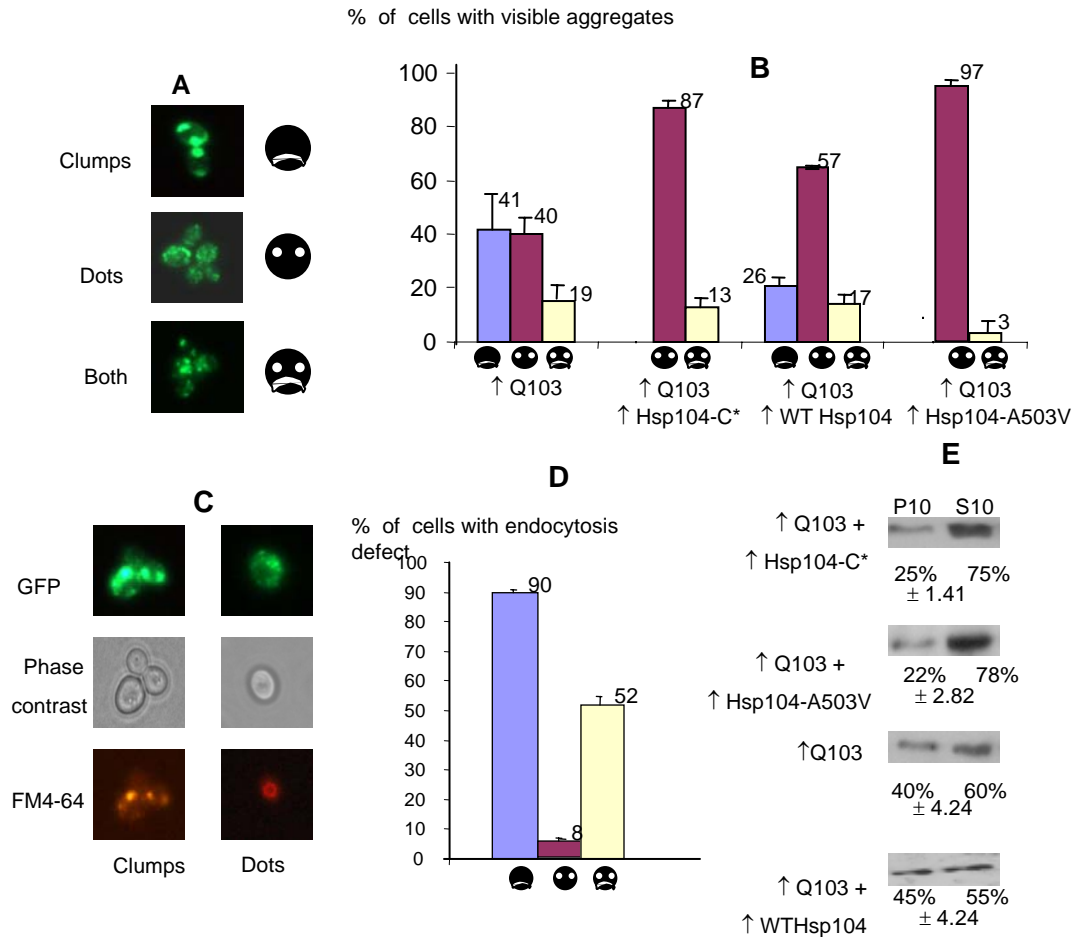 % of cells with visible aggregates
A
Clumps
Dots
Both
B
100
80
60
40
20
0
41
40
19
87
13
26
57
17
97
3
↑ Q103
↑ Q103
↑ Hsp104-C*
↑ Q103
↑ WT Hsp104
↑ Q103
↑ Hsp104-A503V
C
GFP
Phase
contrast
FM4-64
Clumps
Dots
D
% of cells with endocytosis
defect
100
90
80
70
60
50
40
30
20
10
0
90
8
52
E
P10 S10
↑ Q103 +
↑ Hsp104-C*
25% 75%
± 1.41
↑ Q103 +
↑ Hsp104-A503V
22% 78%
± 2.82
↑Q103
40% 60%
± 4.24
↑ Q103 +
↑ WTHsp104
45% 55%
± 4.24